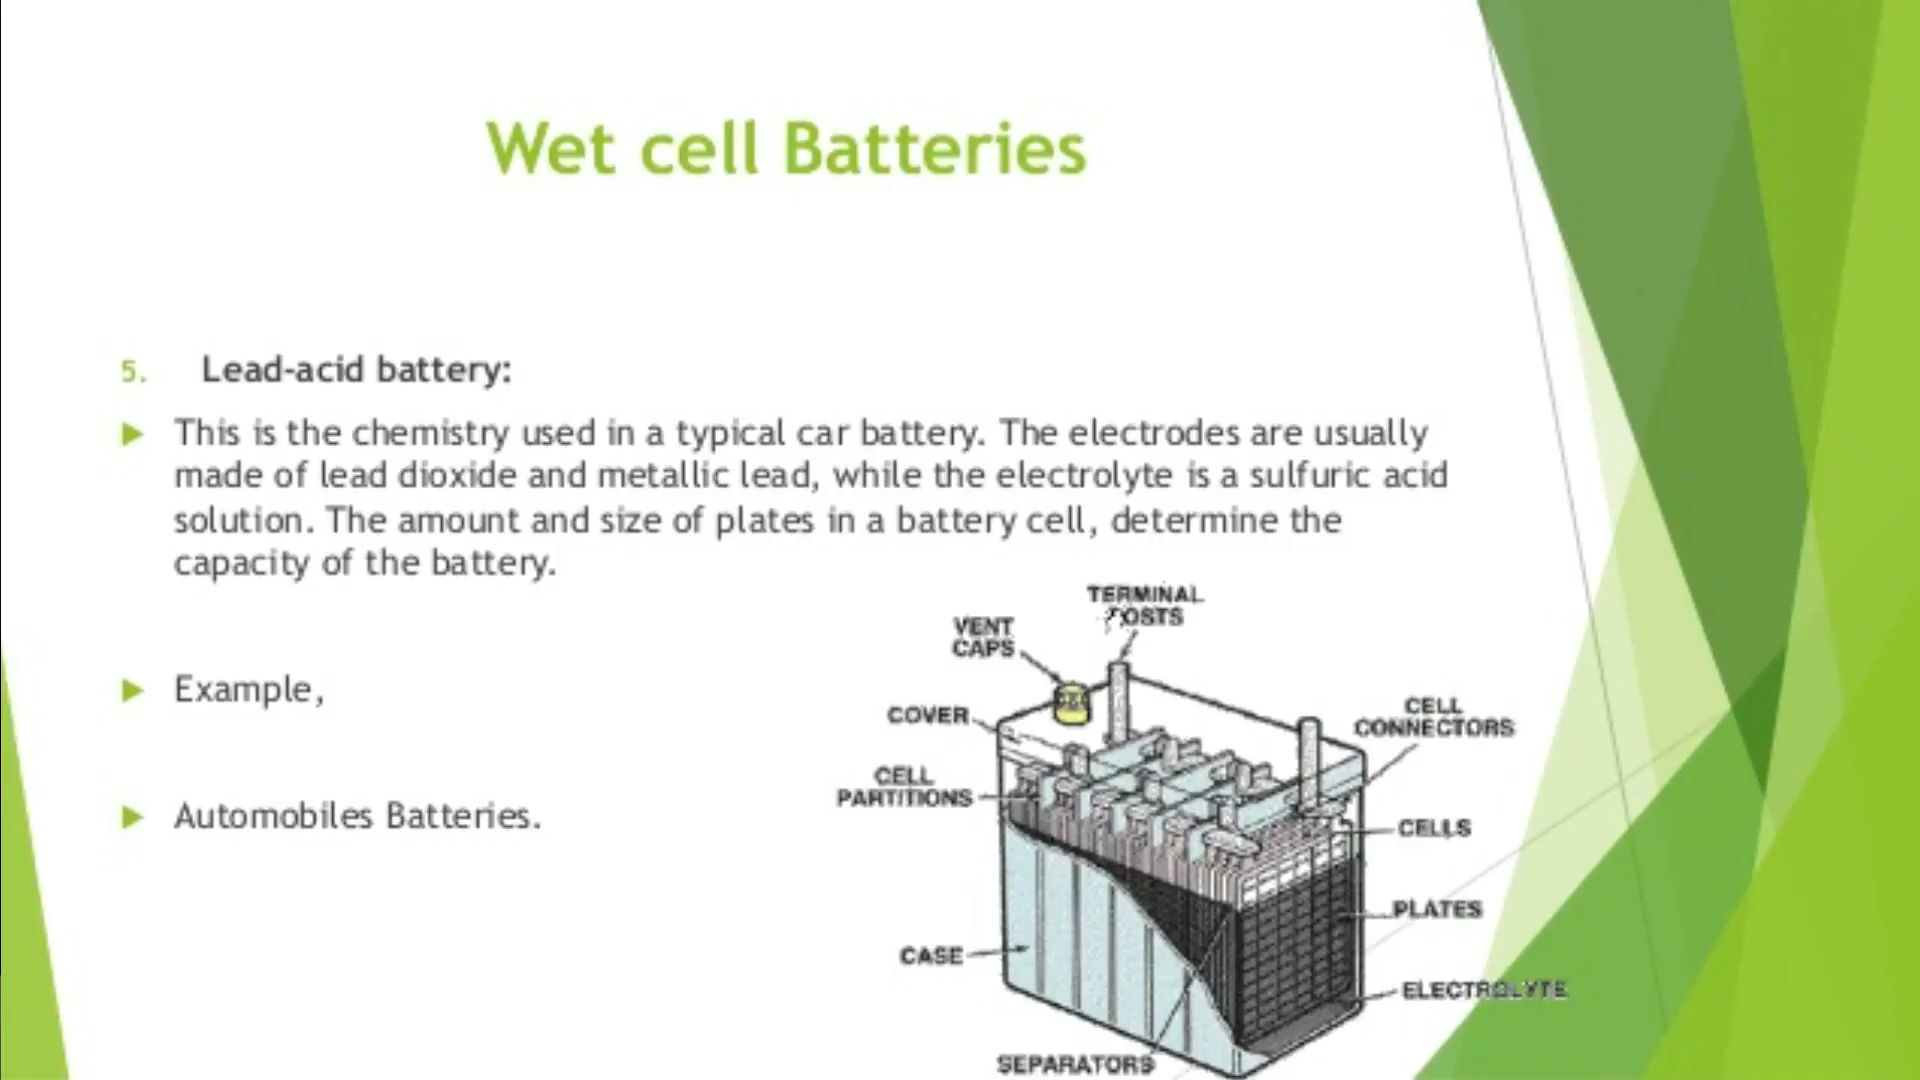 Wet cell Batteries
5. Lead-acid battery:
This is the chemistry used in a typical car battery. The electrodes are usually
made of lead dioxide and metallic lead, while the electrolyte is a sulfuric acid
solution. The amount and size of plates in a battery cell, determine the
capacity of the battery.
Example,
Automobiles Batteries.
TERMINAL
POSTS
VENT
CAPS
COVER
CELL
CONNECTORS
CELL
PARTITIONS
CELLS
PLATES
CASE
ELECTROLYTE
SEPARATORS